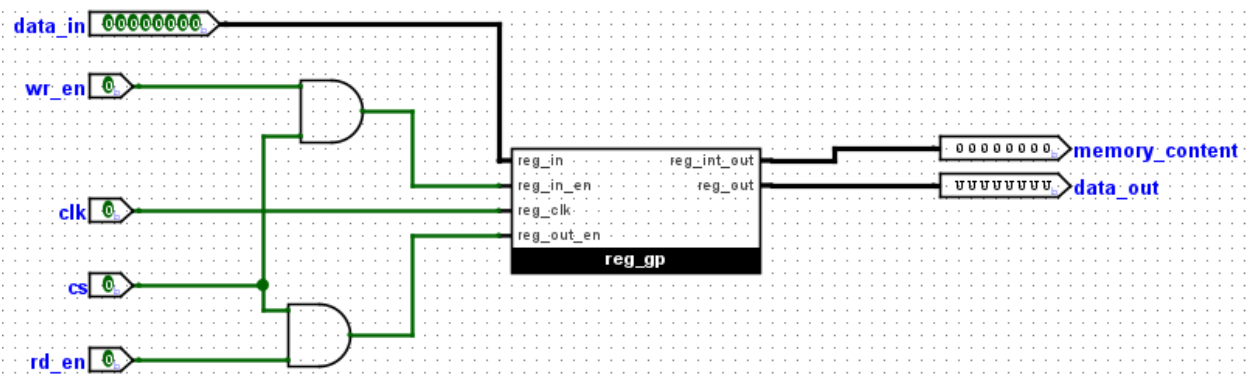 data_in 00000000
wr_en 0
reg_in reg_int_out 00000000 memory_content
reg_in_en reg_out UUUUUUUU data_out
clk 0 reg_clk
reg_out_en
reg_gp
cs 0
rd_en 0